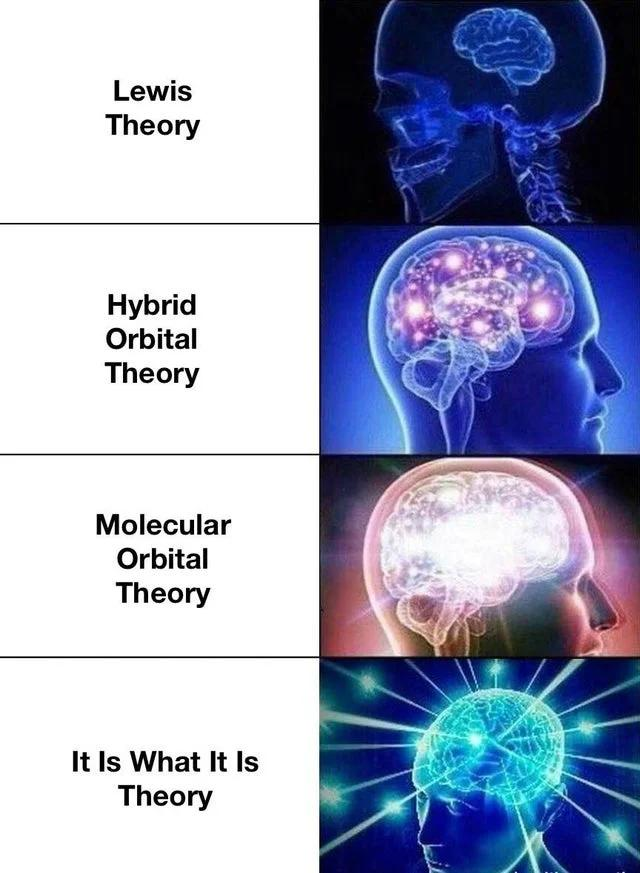 Lewis
Theory
Hybrid
Orbital
Theory
Molecular
Orbital
Theory
It Is What It Is
Theory